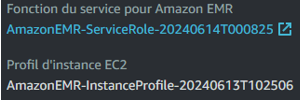 Fonction du service pour Amazon EMR
AmazonEMR-ServiceRole-20240614T000825
Profil d'instance EC2
AmazonEMR-InstanceProfile-20240613T102506